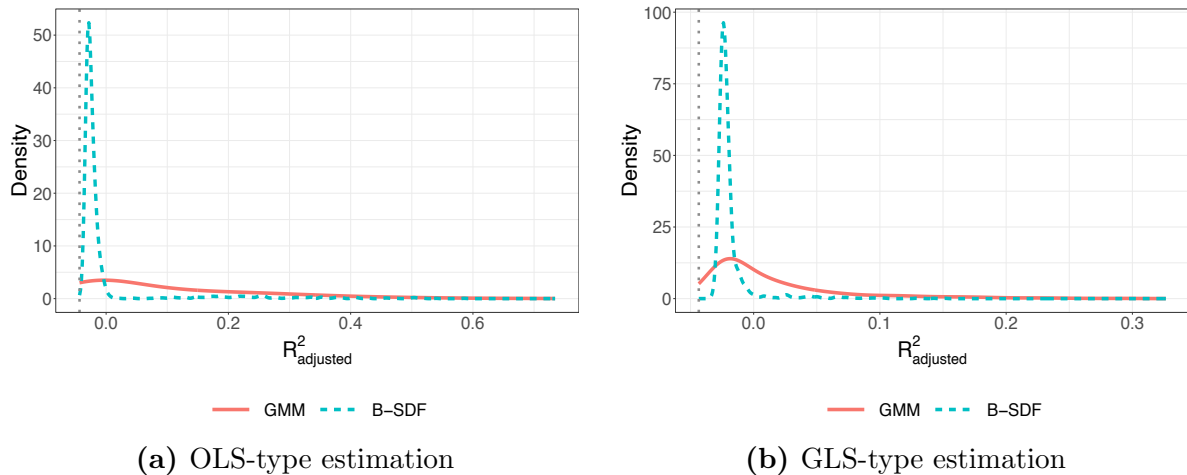 50
40
30
20
10
0
Density
0.0 0.2 0.4 0.6
R²adjusted
GMM B−SDF
(a) OLS-type estimation
100
75
50
25
0
Density
0.0 0.1 0.2 0.3
R²adjusted
GMM B−SDF
(b) GLS-type estimation